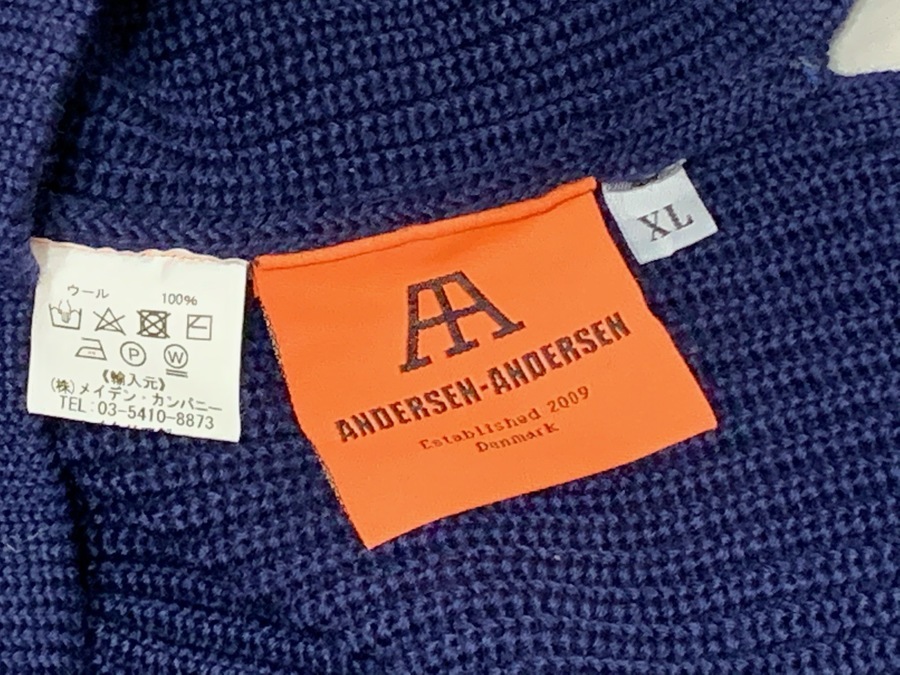 ウール 100%
P W
《輸入元》
(株)メイデン・カンパニー
TEL:03-5410-8873
AA
ANDERSEN-ANDERSEN
Established 2009
Denmark
XL